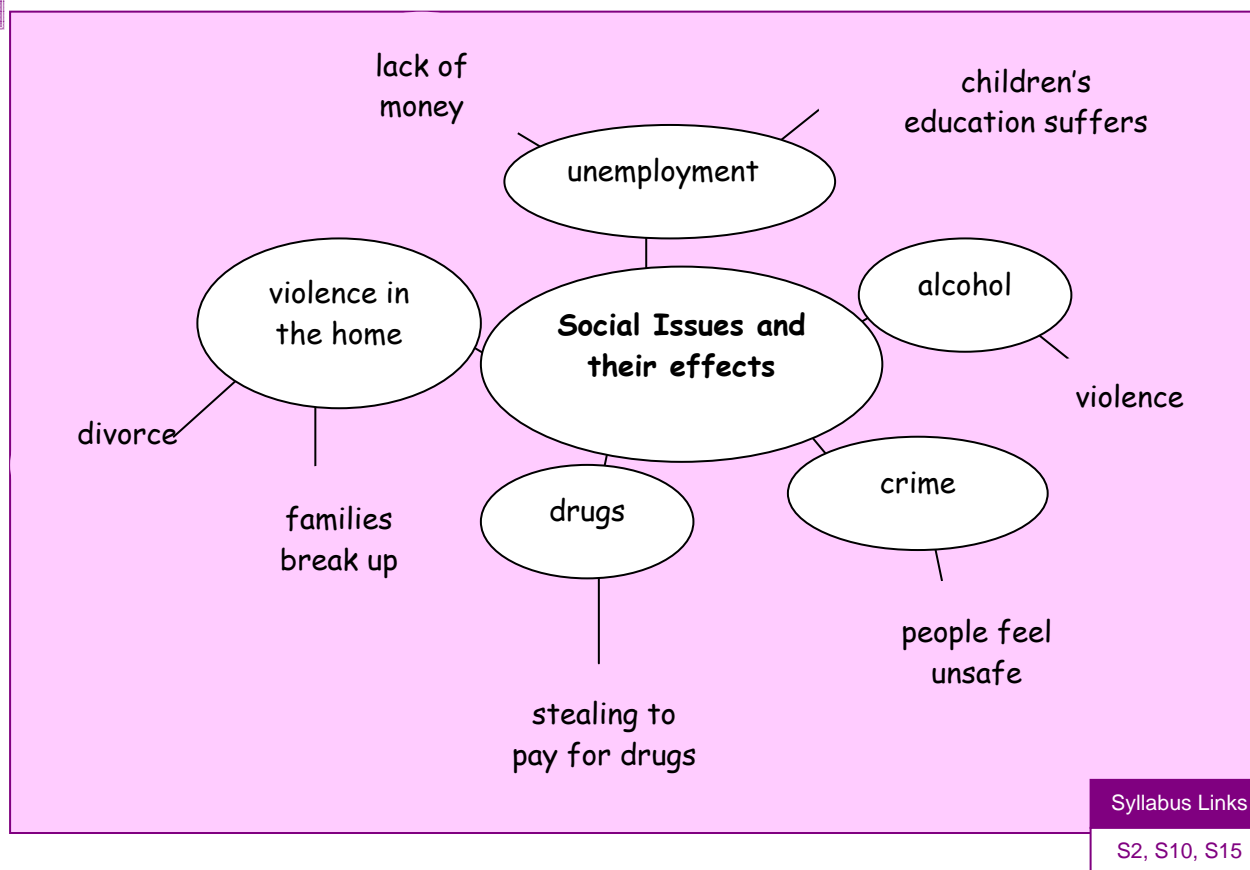 lack of
money
children's
education suffers
unemployment
violence in
the home
alcohol
Social Issues and
their effects
violence
divorce
crime
drugs
families
break up
people feel
unsafe
stealing to
pay for drugs
Syllabus Links
S2, S10, S15